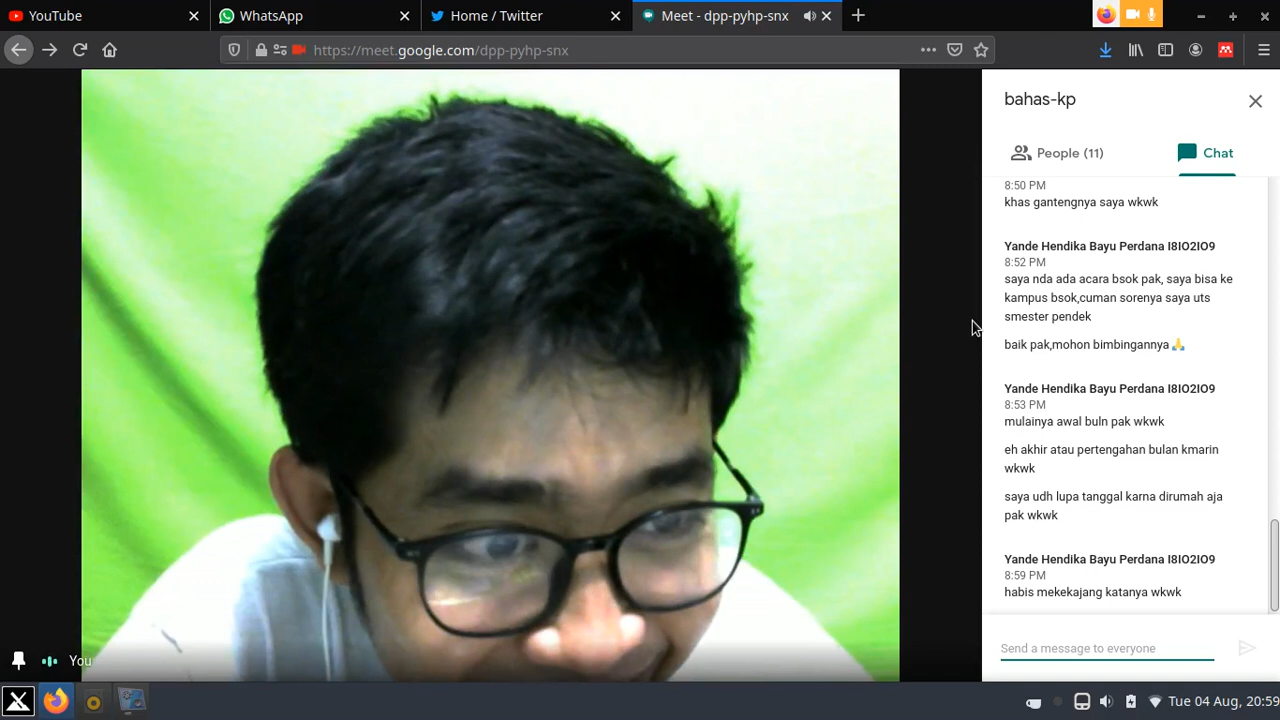 YouTube
WhatsApp
Home / Twitter
Meet - dpp-pyhp-snx
https://meet.google.com/dpp-pyhp-snx
bahas-kp
People (11)
Chat
8:50 PM
khas gantengnya saya wkwk
Yande Hendika Bayu Perdana I8IO2IO9
8:52 PM
saya nda ada acara bsok pak, saya bisa ke
kampus bsok,cuman sorenya saya uts
smester pendek
baik pak,mohon bimbingannya🙏
Yande Hendika Bayu Perdana I8IO2IO9
8:53 PM
mulainya awal buln pak wkwk
eh akhir atau pertengahan bulan kmarin
wkwk
saya udh lupa tanggal karna dirumah aja
pak wkwk
Yande Hendika Bayu Perdana I8IO2IO9
8:59 PM
habis mekekajang katanya wkwk
Send a message to everyone
You
Tue 04 Aug, 20:59